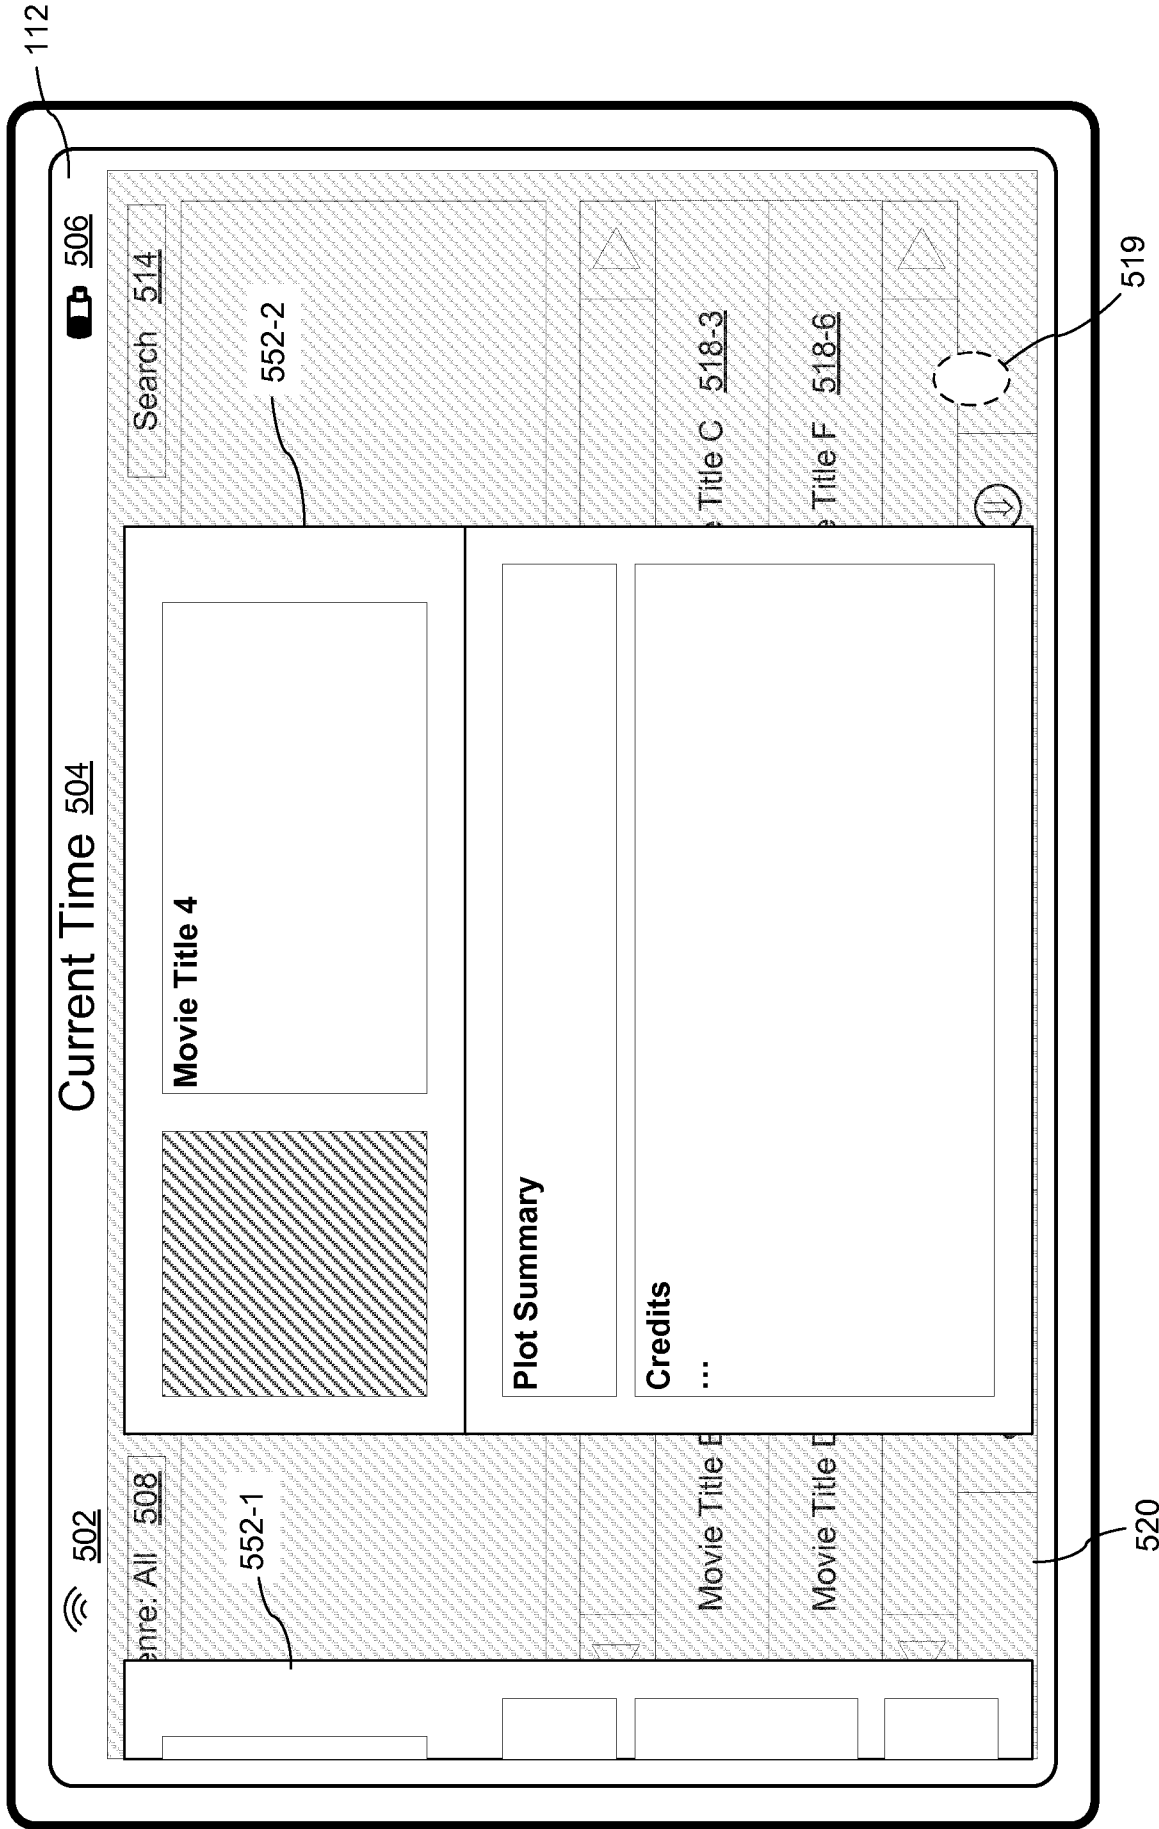 112
502
Current Time 504
506
enre: All 508
Search 514
552-1
552-2
Movie Title 4
Plot Summary
Credits
...
Movie Title
Title C 518-3
Movie Title
Title F 518-6
520
519